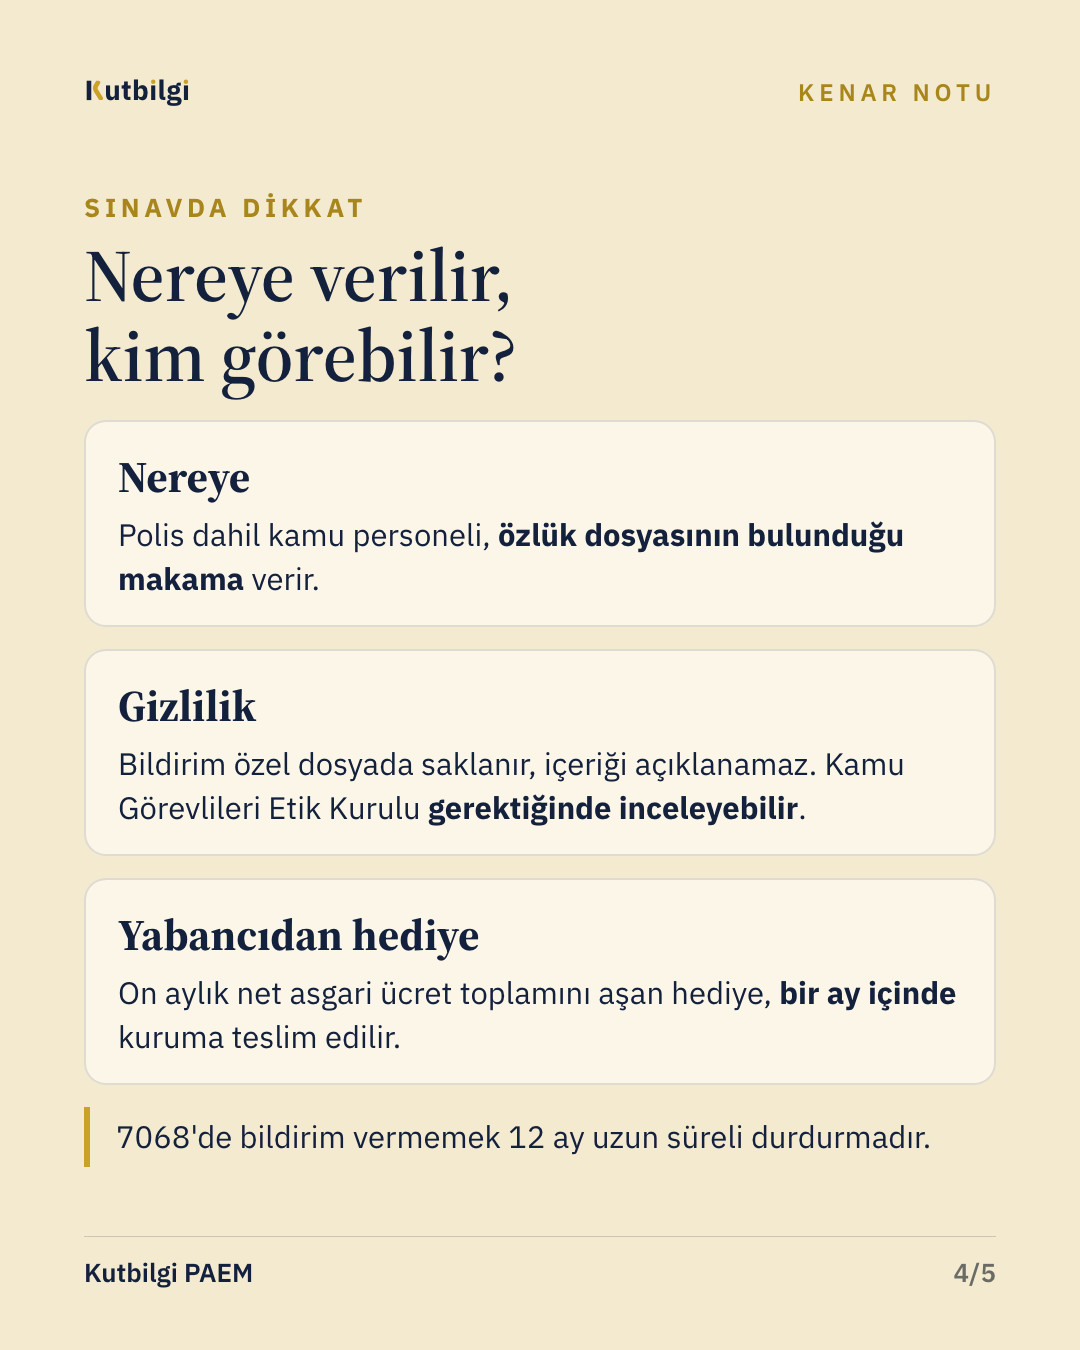 Kutbilgi
KENAR NOTU
SINAVDA DİKKAT
Nereye verilir,
kim görebilir?
Nereye
Polis dahil kamu personeli, özlük dosyasının bulunduğu
makama verir.
Gizlilik
Bildirim özel dosyada saklanır, içeriği açıklanamaz. Kamu
Görevlileri Etik Kurulu gerektiğinde inceleyebilir.
Yabancıdan hediye
On aylık net asgari ücret toplamını aşan hediye, bir ay içinde
kuruma teslim edilir.
7068'de bildirim vermemek 12 ay uzun süreli durdurmadır.
Kutbilgi PAEM
4/5